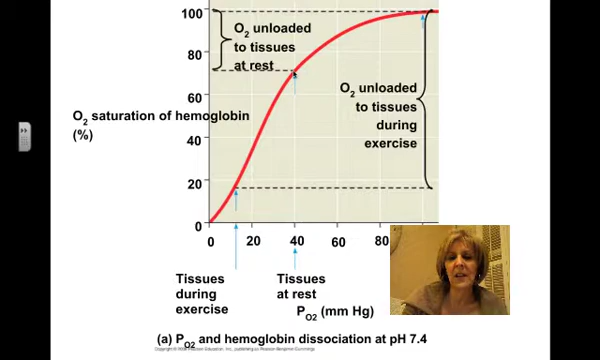 100
O2 unloaded
to tissues
at rest
80
O2 unloaded
to tissues
during
exercise
60
O2 saturation of hemoglobin
(%)
40
20
0
0 20 40 60 80
Tissues
during
exercise
Tissues
at rest
PO2 (mm Hg)
(a) PO2 and hemoglobin dissociation at pH 7.4